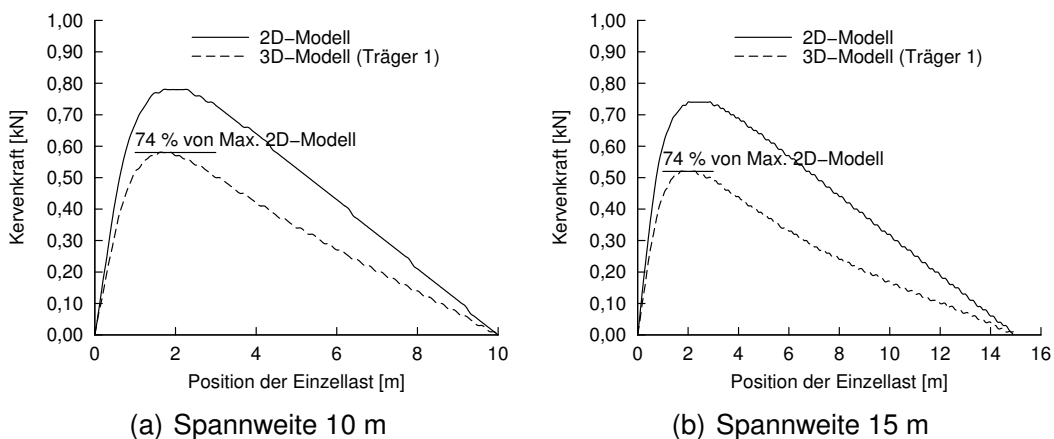 1,00
0,90
0,80
0,70
0,60
0,50
0,40
0,30
0,20
0,10
0,00
Kervenkraft [kN]
2D−Modell
3D−Modell (Träger 1)
74 % von Max. 2D−Modell
0 2 4 6 8 10
Position der Einzellast [m]
(a) Spannweite 10 m
1,00
0,90
0,80
0,70
0,60
0,50
0,40
0,30
0,20
0,10
0,00
Kervenkraft [kN]
2D−Modell
3D−Modell (Träger 1)
74 % von Max. 2D−Modell
0 2 4 6 8 10 12 14 16
Position der Einzellast [m]
(b) Spannweite 15 m